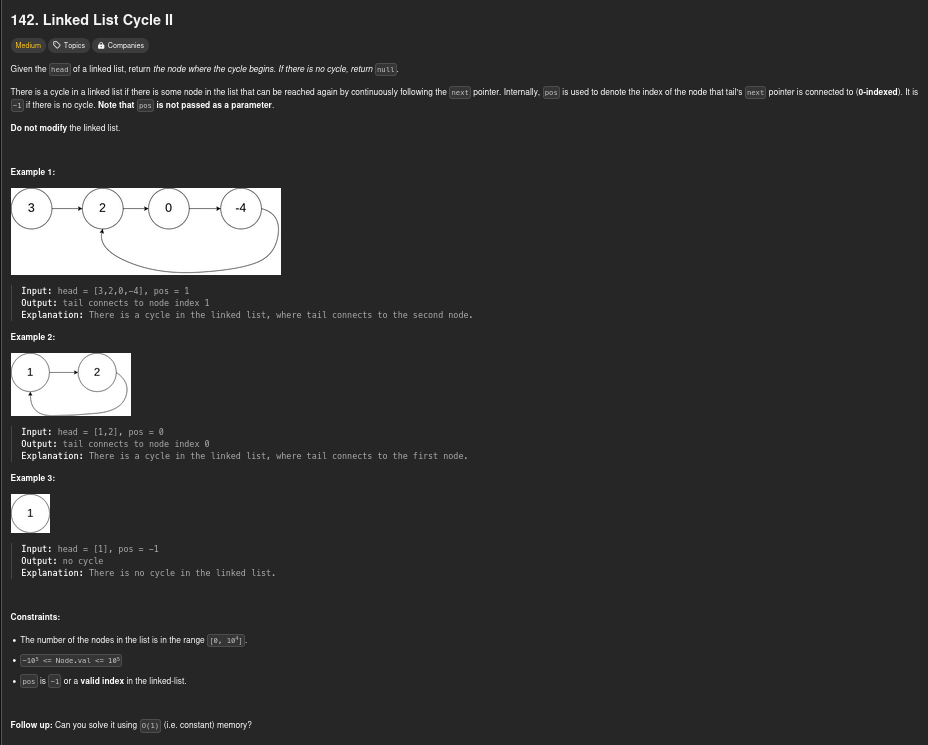 142. Linked List Cycle II
Medium Topics Companies
Given the head of a linked list, return the node where the cycle begins. If there is no cycle, return null.
There is a cycle in a linked list if there is some node in the list that can be reached again by continuously following the next pointer. Internally, pos is used to denote the index of the node that tail's next pointer is connected to (0-indexed). It is
-1 if there is no cycle. Note that pos is not passed as a parameter.
Do not modify the linked list.
Example 1:
3 2 0 -4
Input: head = [3,2,0,-4], pos = 1
Output: tail connects to node index 1
Explanation: There is a cycle in the linked list, where tail connects to the second node.
Example 2:
1 2
Input: head = [1,2], pos = 0
Output: tail connects to node index 0
Explanation: There is a cycle in the linked list, where tail connects to the first node.
Example 3:
1
Input: head = [1], pos = -1
Output: no cycle
Explanation: There is no cycle in the linked list.
Constraints:
• The number of the nodes in the list is in the range [0, 10⁴].
• -10⁵ <= Node.val <= 10⁵
• pos is -1 or a valid index in the linked-list.
Follow up: Can you solve it using O(1) (i.e. constant) memory?